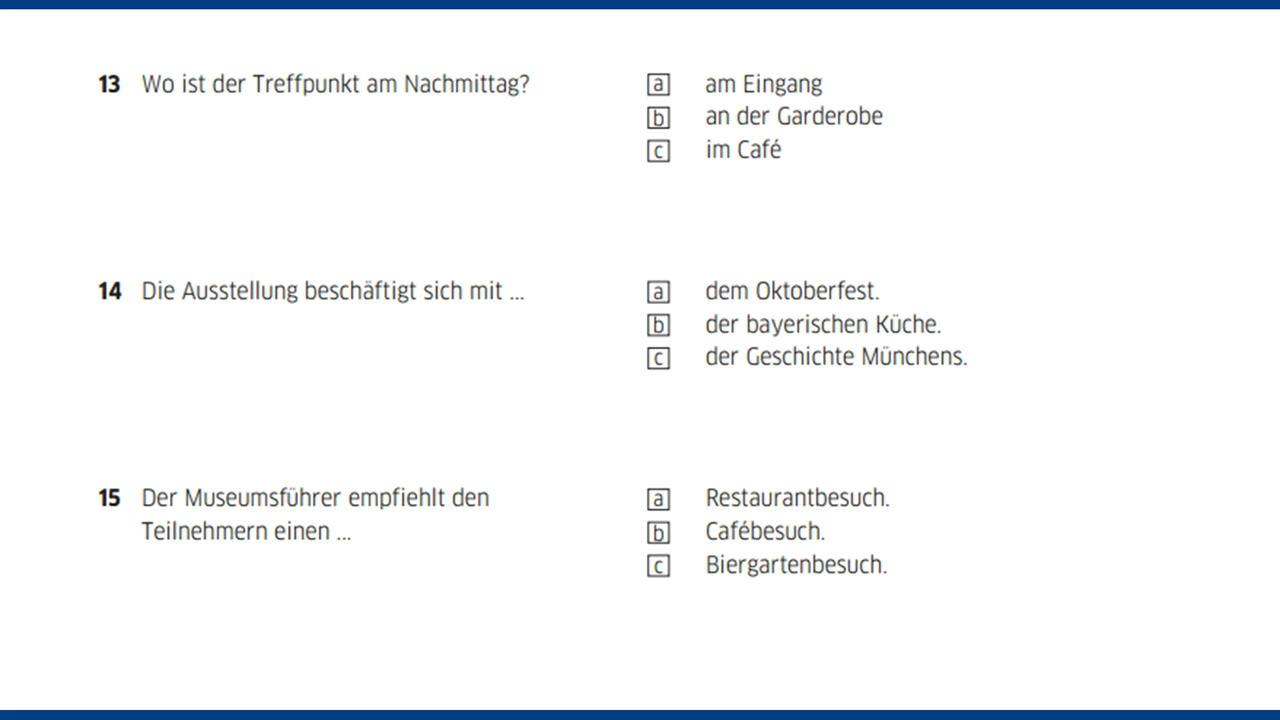 13 Wo ist der Treffpunkt am Nachmittag?
a am Eingang
b an der Garderobe
c im Café
14 Die Ausstellung beschäftigt sich mit ...
a dem Oktoberfest.
b der bayerischen Küche.
c der Geschichte Münchens.
15 Der Museumsführer empfiehlt den
Teilnehmern einen ...
a Restaurantbesuch.
b Cafébesuch.
c Biergartenbesuch.